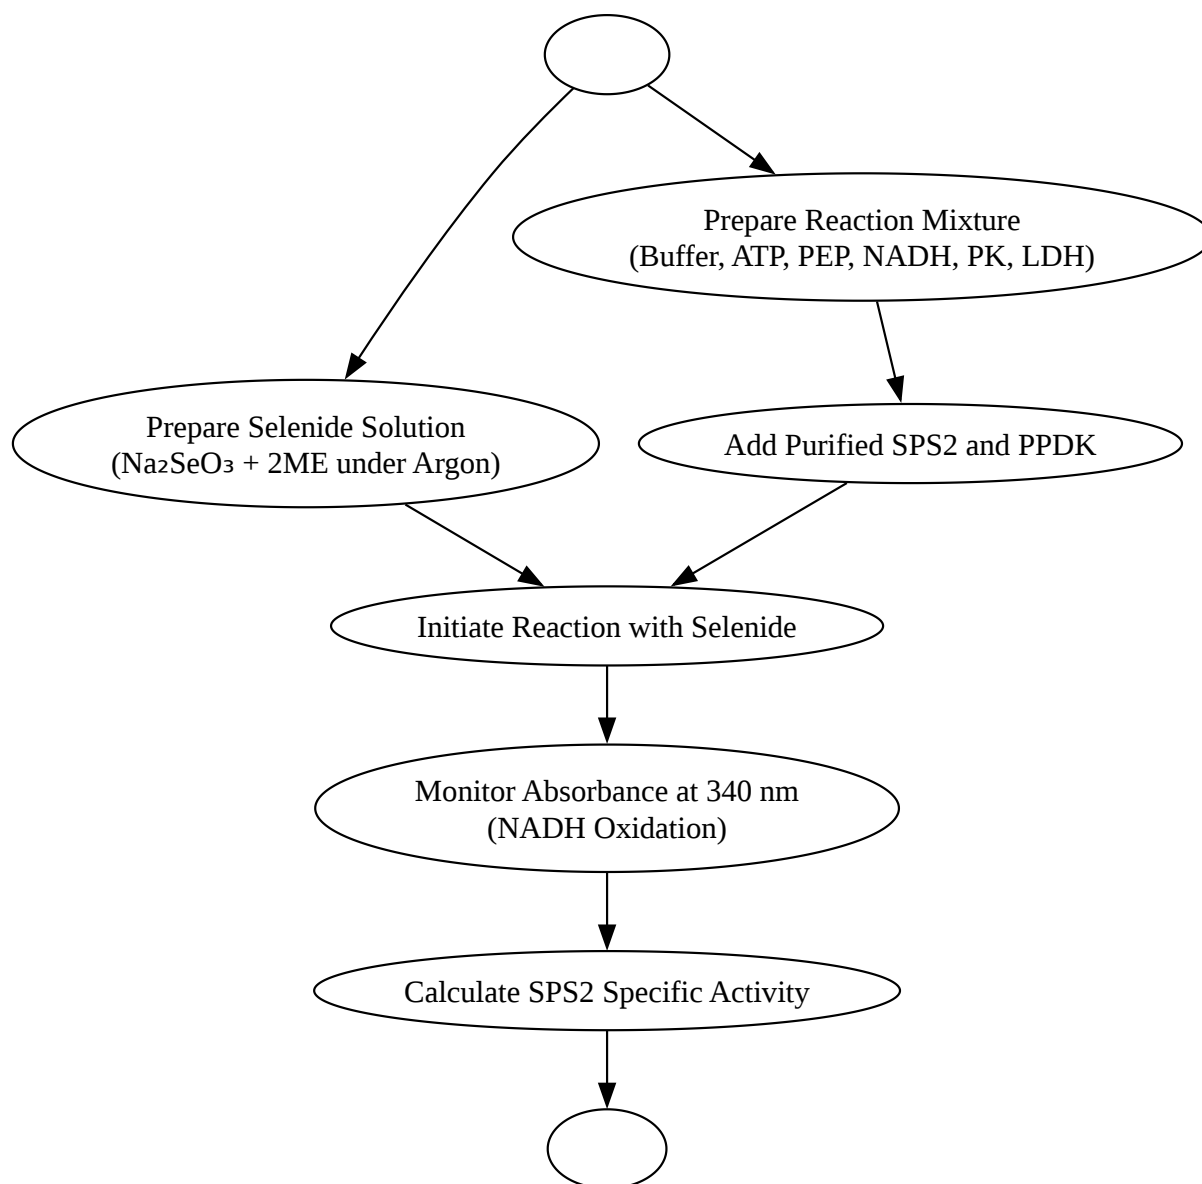 Prepare Reaction Mixture
(Buffer, ATP, PEP, NADH, PK, LDH)
Prepare Selenide Solution
(Na₂SeO₃ + 2ME under Argon)
Add Purified SPS2 and PPDK
Initiate Reaction with Selenide
Monitor Absorbance at 340 nm
(NADH Oxidation)
Calculate SPS2 Specific Activity